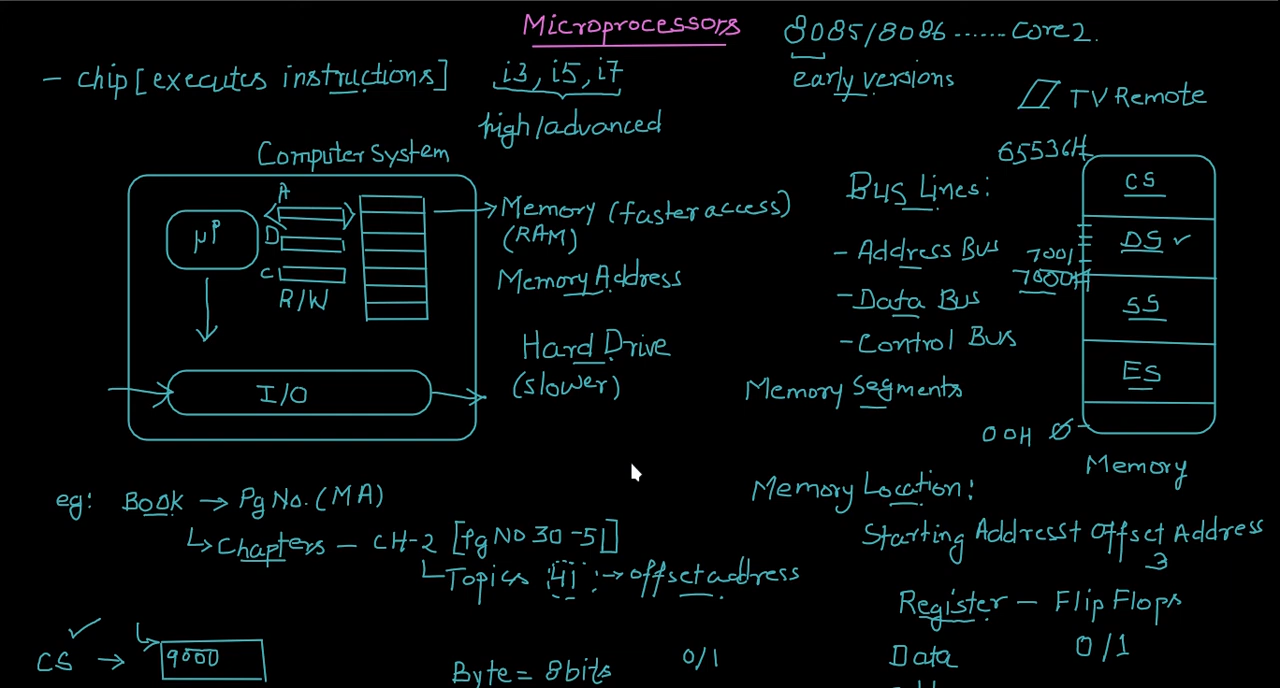 Microprocessors
8085/8086 ...... Core 2.
early versions
- chip [executes instructions]
i3, i5, i7
high/advanced
TV Remote
Computer System
μP
A
D
C
R/W
I/O
Memory (faster access)
(RAM)
Memory Address
Hard Drive
(slower)
Bus Lines:
- Address Bus
- Data Bus
- Control Bus
Memory Segments
65536H
CS
DS ✓
7001
7000H
SS
ES
00H 0
Memory
eg: Book → Pg No. (MA)
↳ Chapters - CH-2 [Pg NO 30-51]
↳ Topics 41 :→ offset address
Memory Location:
Starting Address + Offset Address
3
Register - Flip Flops
0/1
Data
CS → 9000
Byte = 8bits
0/1